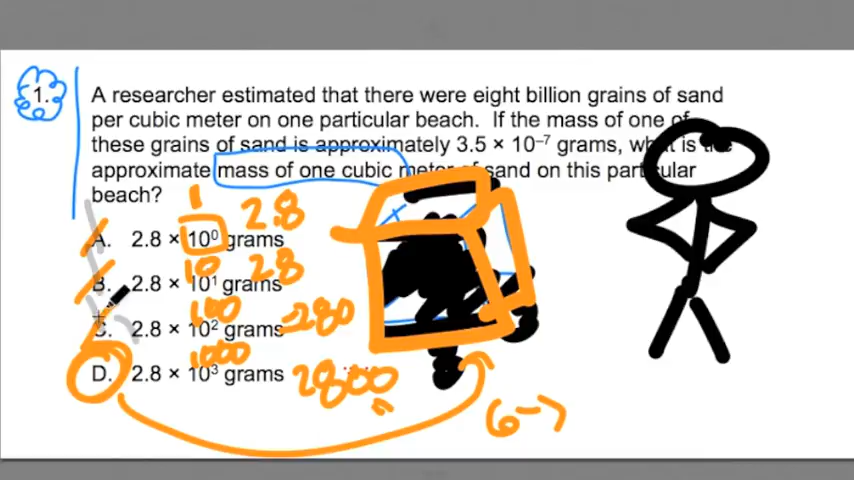 1. A researcher estimated that there were eight billion grains of sand
per cubic meter on one particular beach. If the mass of one of
these grains of sand is approximately 3.5 × 10⁻⁷ grams, what is the
approximate mass of one cubic meter of sand on this particular
beach?
1 2.8
A. 2.8 × 10⁰ grams
10 28
B. 2.8 × 10¹ grams
100 280
C. 2.8 × 10² grams
1000
D. 2.8 × 10³ grams 2800
6-7